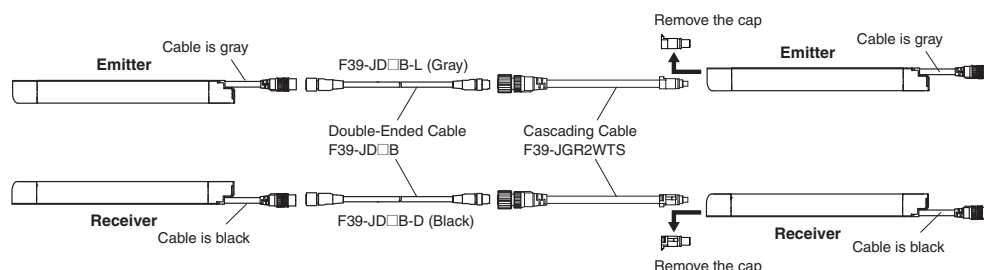 Remove the cap
Cable is gray
Emitter
F39-JD□B-L (Gray)
Emitter
Cable is gray
Double-Ended Cable
F39-JD□B
Cascading Cable
F39-JGR2WTS
Receiver
Cable is black
F39-JD□B-D (Black)
Receiver
Cable is black
Remove the cap